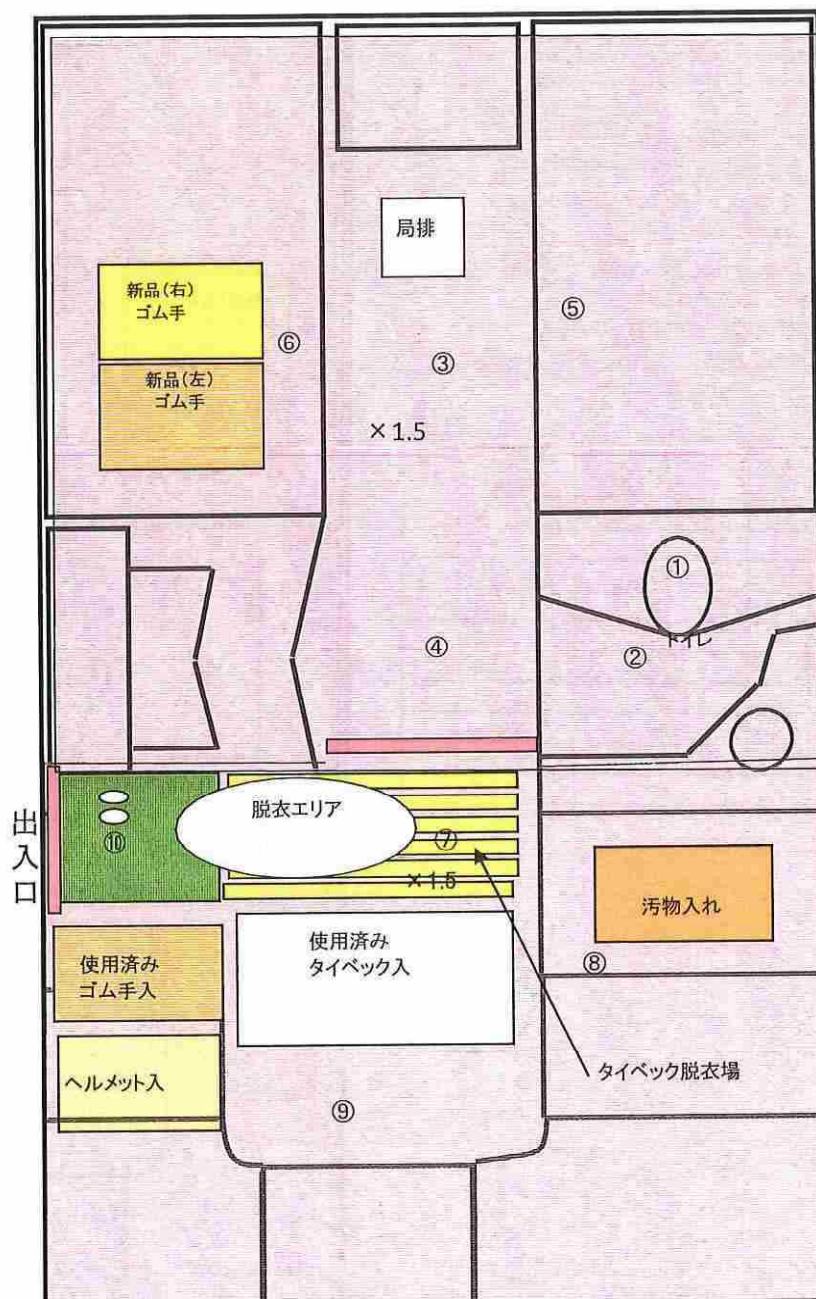 局排
新品(右)
ゴム手
⑤
⑥
③
新品(左)
ゴム手
×1.5
①
④
②
トイレ
出入口
脱衣エリア
⑩
⑦
×1.5
汚物入れ
使用済み
ゴム手入
使用済み
タイベック入
⑧
ヘルメット入
タイベック脱衣場
⑨